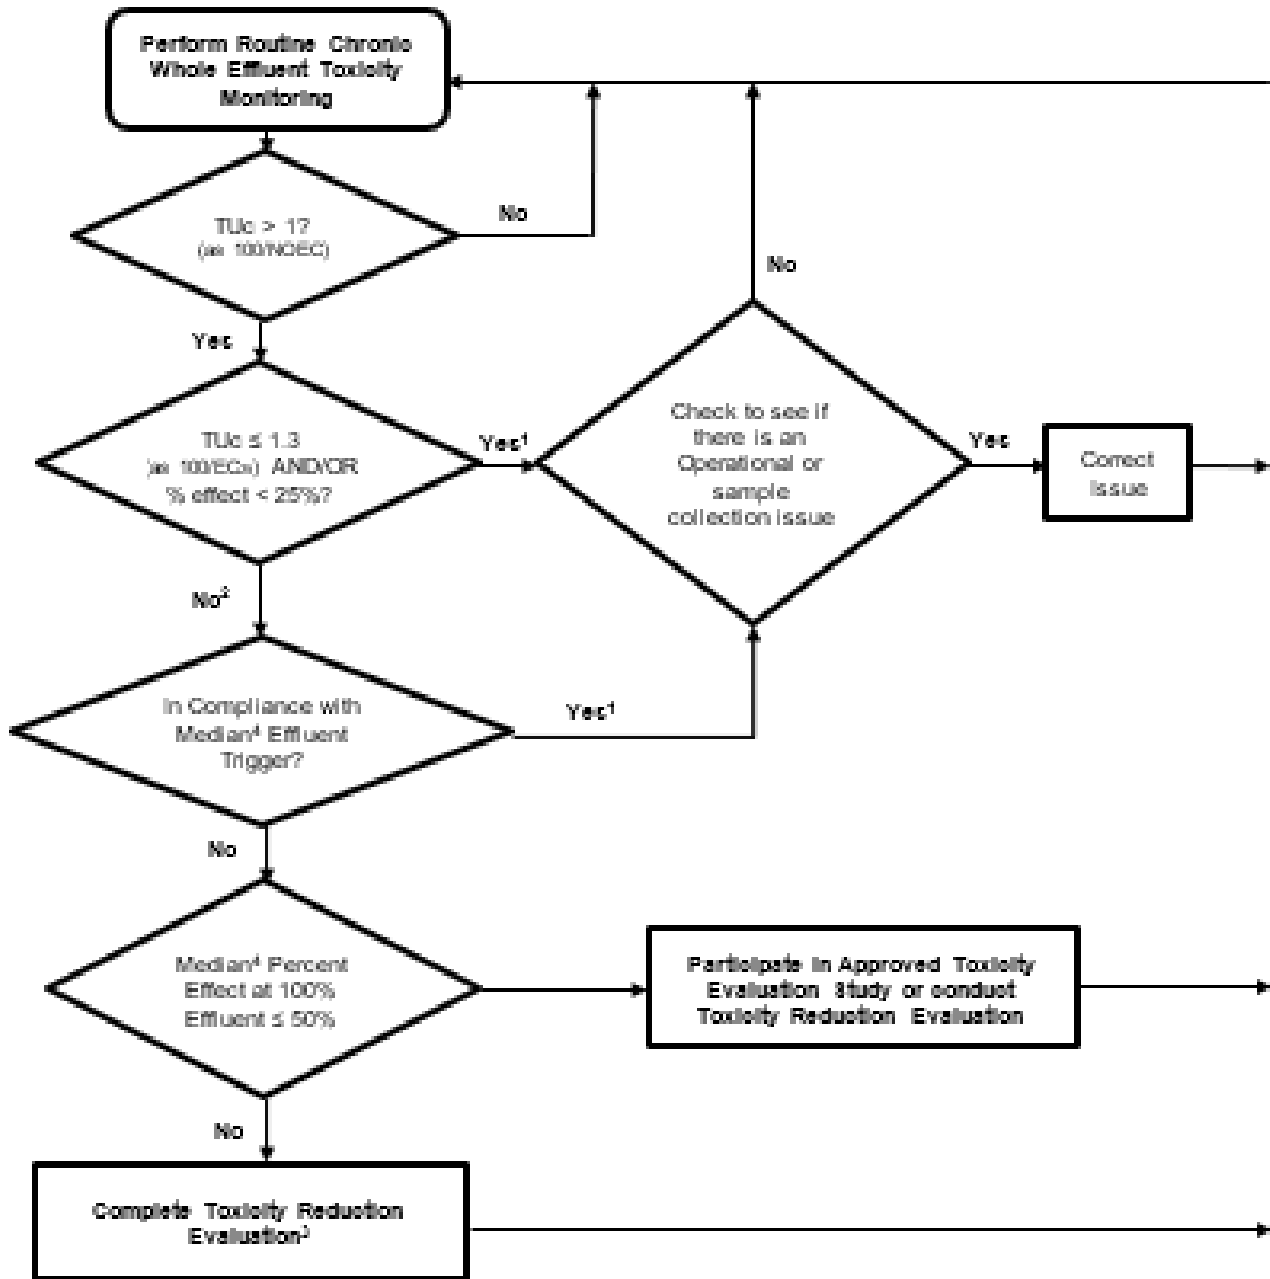 Perform Routine Chronic
Whole Effluent Toxicity
Monitoring
TUc > 1?
(as 100/NOEC)
No
Yes
TUc ≤ 1.3
(as 100/EC₂₅) AND/OR
% effect < 25%?
Yes¹
Check to see if
there is an
Operational or
sample
collection issue
No
Yes
Correct
Issue
No²
In Compliance with
Median⁴ Effluent
Trigger?
Yes¹
No
Median⁴ Percent
Effect at 100%
Effluent ≤ 50%
Participate in Approved Toxicity
Evaluation Study or conduct
Toxicity Reduction Evaluation
No
Complete Toxicity Reduction
Evaluation³